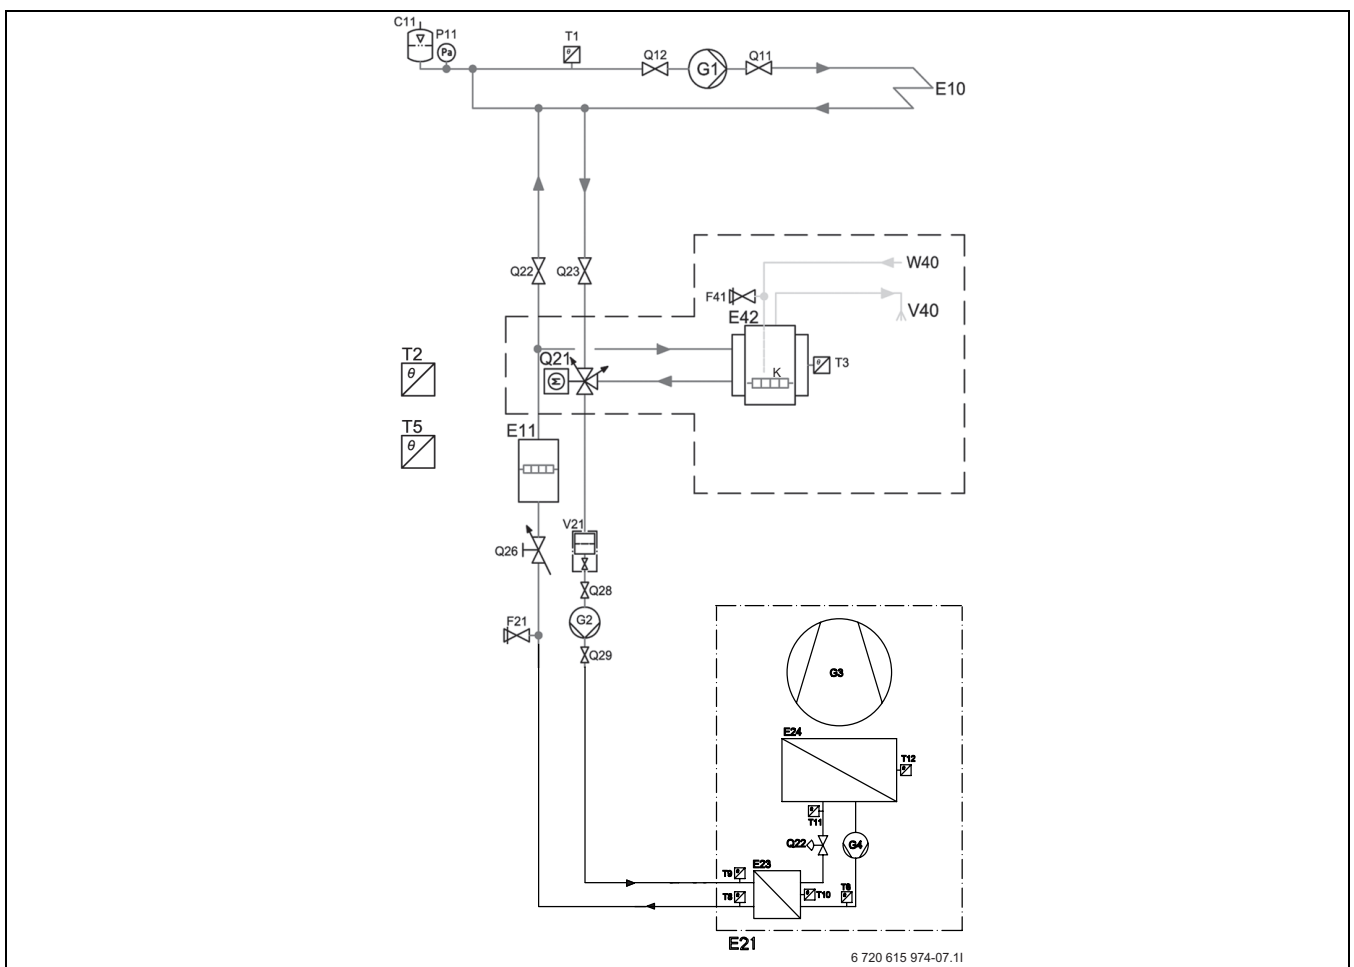 C11
P11
Pa
T1
Q12
G1
Q11
E10
Q22
Q23
W40
F41
V40
E42
T2
θ
Q21
M
K
T3
θ
T5
θ
E11
V21
Q26
Q28
F21
G2
Q29
G3
E24
T12
T11
Q22
G4
T9
E23
T8
T10
T6
E21
6 720 615 974-07.1I